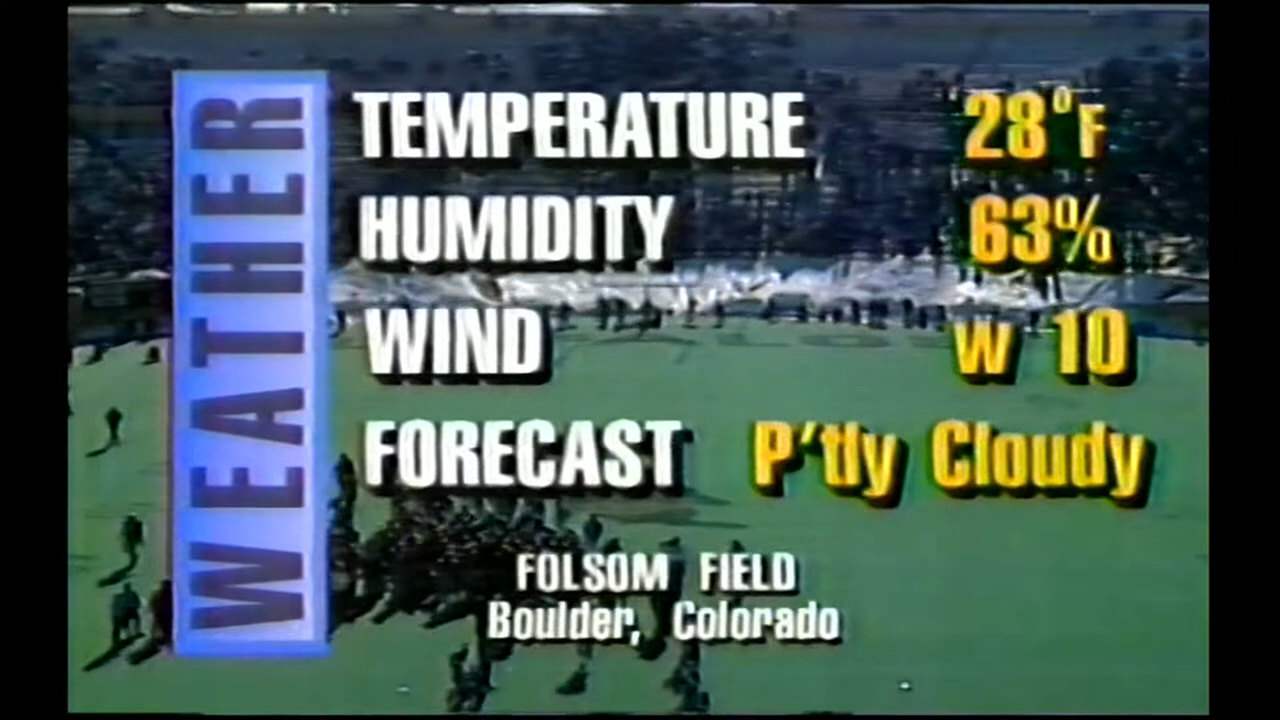 WEATHER
TEMPERATURE 28°F
HUMIDITY 63%
WIND W 10
FORECAST P'tly Cloudy
FOLSOM FIELD
Boulder, Colorado